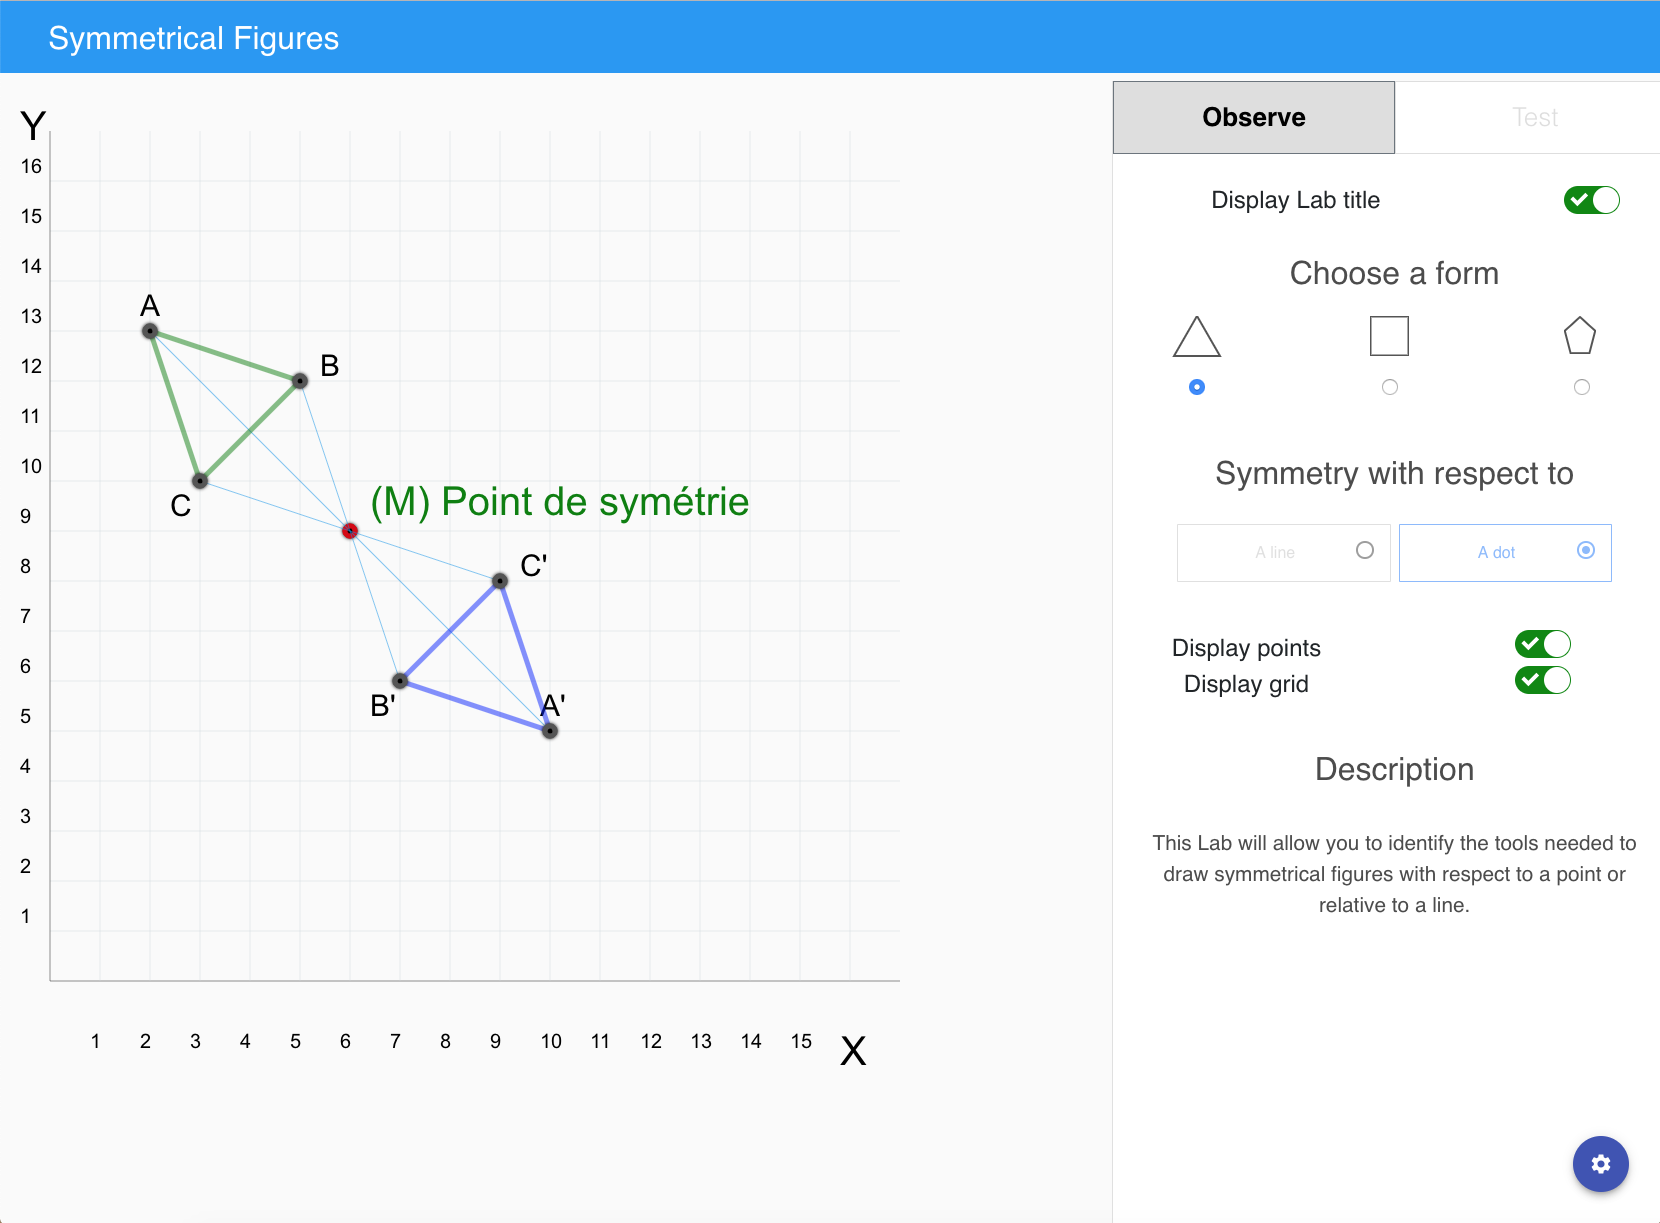 Symmetrical Figures
Y
16
15
14
13
12
11
10
9
8
7
6
5
4
3
2
1
A
B
C
(M) Point de symétrie
C'
B'
A'
1 2 3 4 5 6 7 8 9 10 11 12 13 14 15 X
Observe Test
Display Lab title
Choose a form
Symmetry with respect to
A line A dot
Display points
Display grid
Description
This Lab will allow you to identify the tools needed to
draw symmetrical figures with respect to a point or
relative to a line.